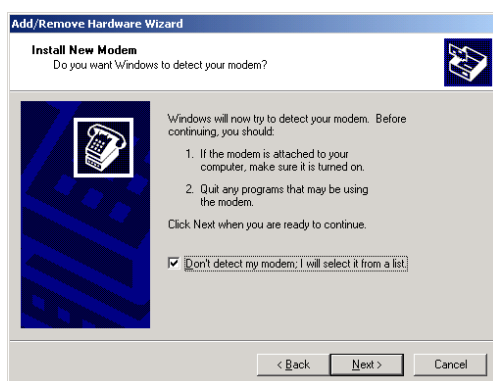 Add/Remove Hardware Wizard
Install New Modem
Do you want Windows to detect your modem?
Windows will now try to detect your modem. Before
continuing, you should:
1. If the modem is attached to your
computer, make sure it is turned on.
2. Quit any programs that may be using
the modem.
Click Next when you are ready to continue.
Don't detect my modem; I will select it from a list.
< Back
Next >
Cancel